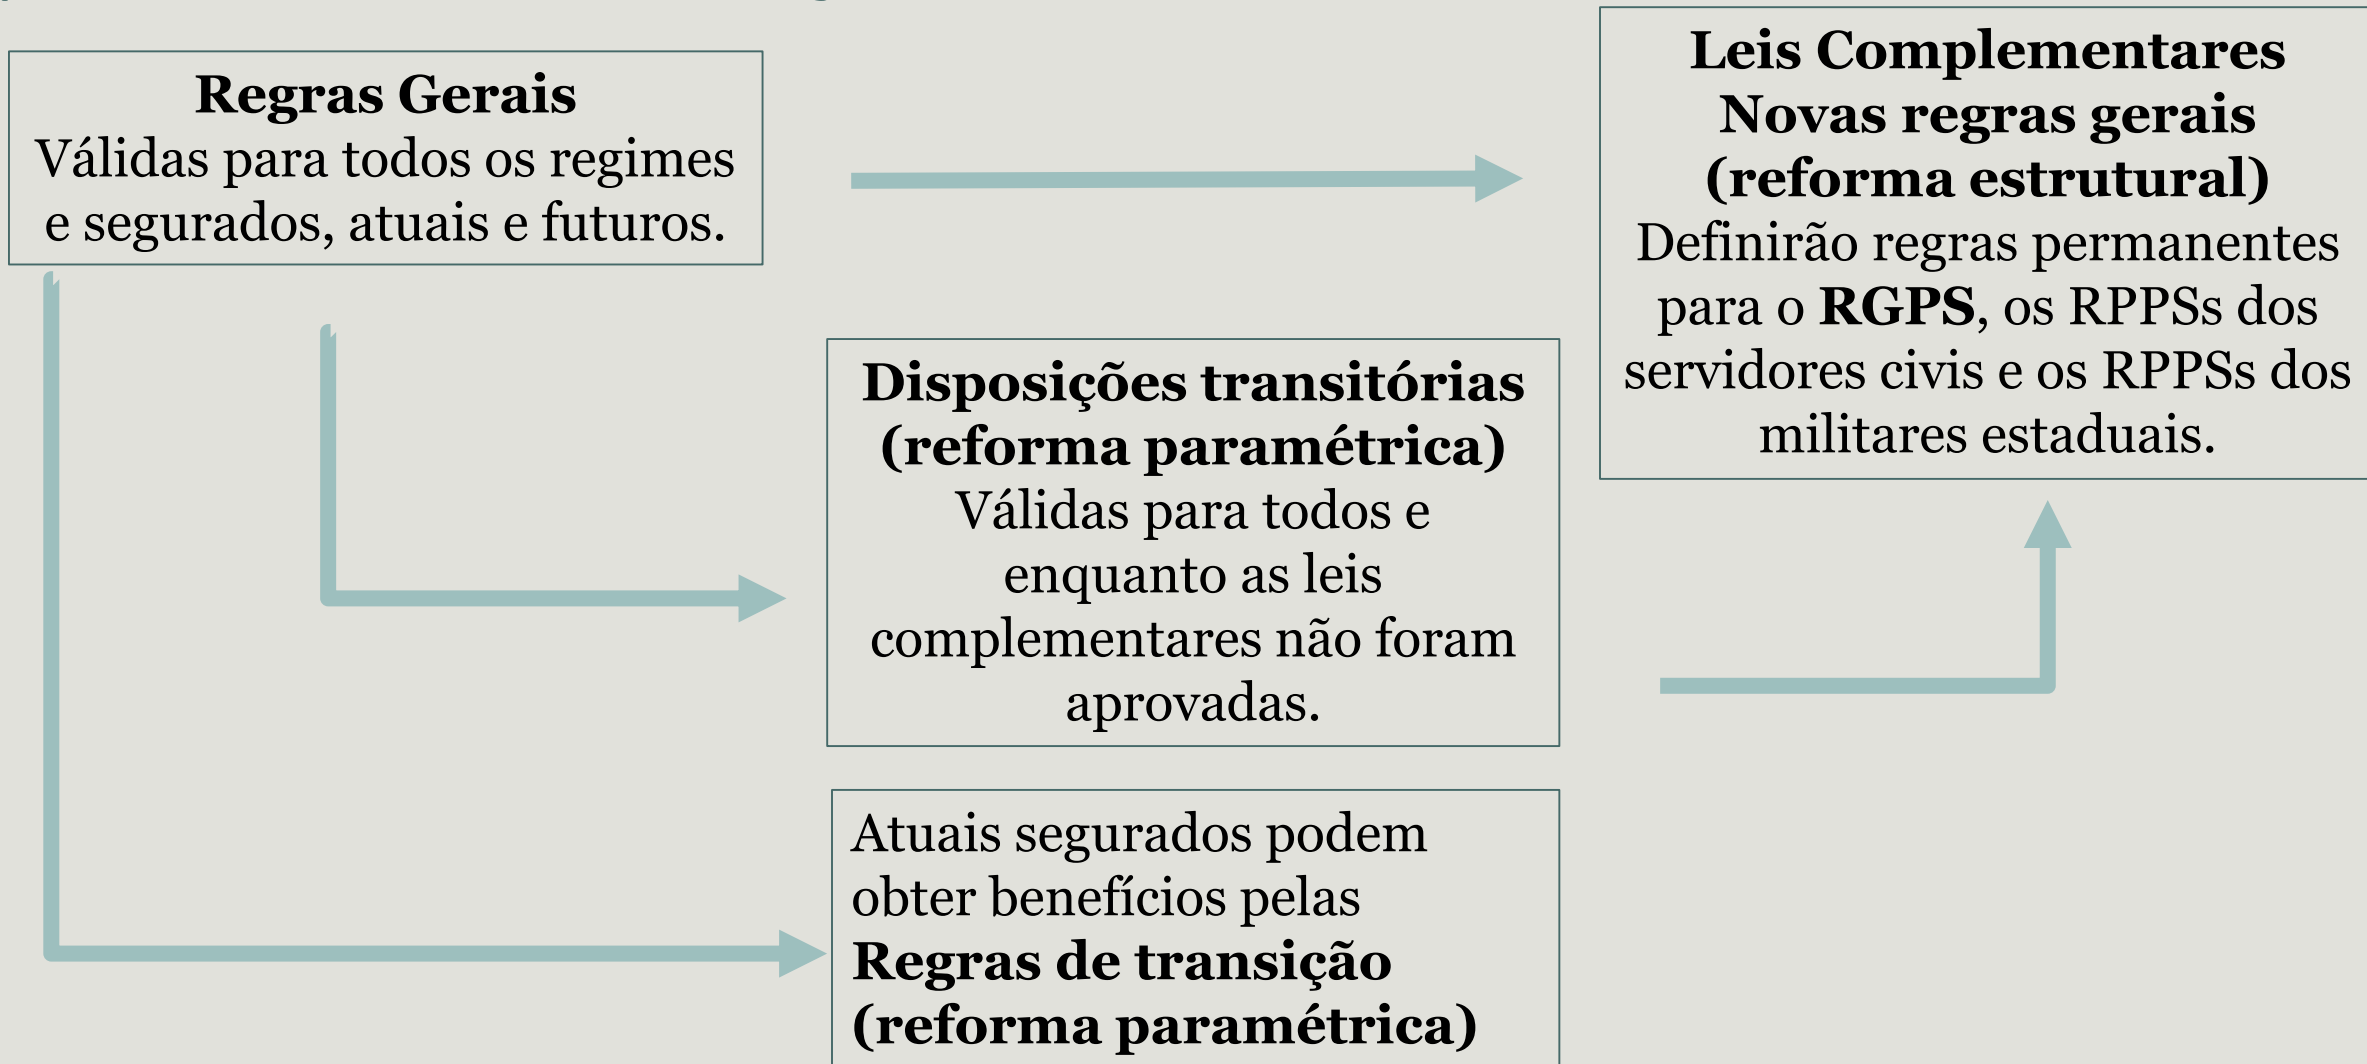 Regras Gerais
Válidas para todos os regimes
e segurados, atuais e futuros.
Leis Complementares
Novas regras gerais
(reforma estrutural)
Definirão regras permanentes
para o RGPS, os RPPSs dos
servidores civis e os RPPSs dos
militares estaduais.
Disposições transitórias
(reforma paramétrica)
Válidas para todos e
enquanto as leis
complementares não foram
aprovadas.
Atuais segurados podem
obter benefícios pelas
Regras de transição
(reforma paramétrica)